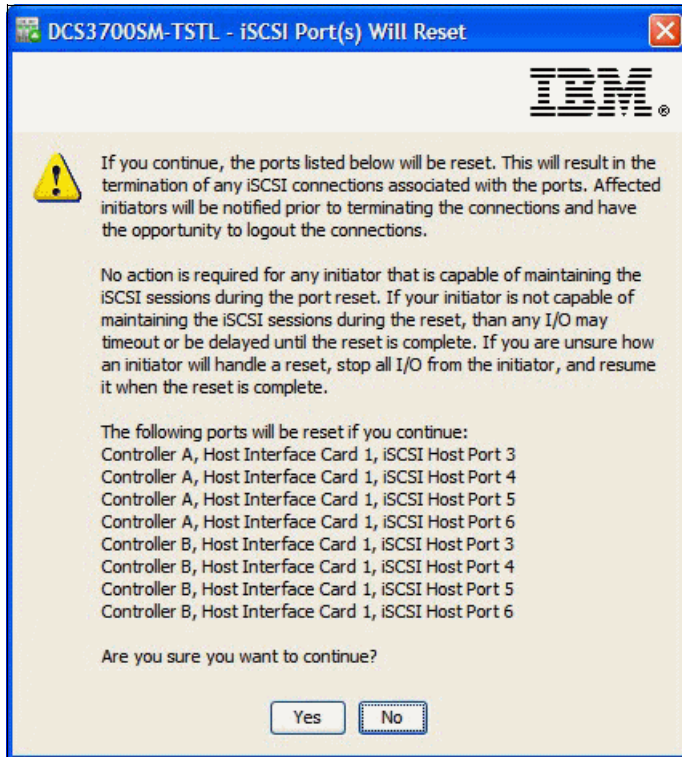 DCS3700SM-TSTL - iSCSI Port(s) Will Reset
IBM®
If you continue, the ports listed below will be reset. This will result in the
termination of any iSCSI connections associated with the ports. Affected
initiators will be notified prior to terminating the connections and have
the opportunity to logout the connections.
No action is required for any initiator that is capable of maintaining the
iSCSI sessions during the port reset. If your initiator is not capable of
maintaining the iSCSI sessions during the reset, than any I/O may
timeout or be delayed until the reset is complete. If you are unsure how
an initiator will handle a reset, stop all I/O from the initiator, and resume
it when the reset is complete.
The following ports will be reset if you continue:
Controller A, Host Interface Card 1, iSCSI Host Port 3
Controller A, Host Interface Card 1, iSCSI Host Port 4
Controller A, Host Interface Card 1, iSCSI Host Port 5
Controller A, Host Interface Card 1, iSCSI Host Port 6
Controller B, Host Interface Card 1, iSCSI Host Port 3
Controller B, Host Interface Card 1, iSCSI Host Port 4
Controller B, Host Interface Card 1, iSCSI Host Port 5
Controller B, Host Interface Card 1, iSCSI Host Port 6
Are you sure you want to continue?
Yes No